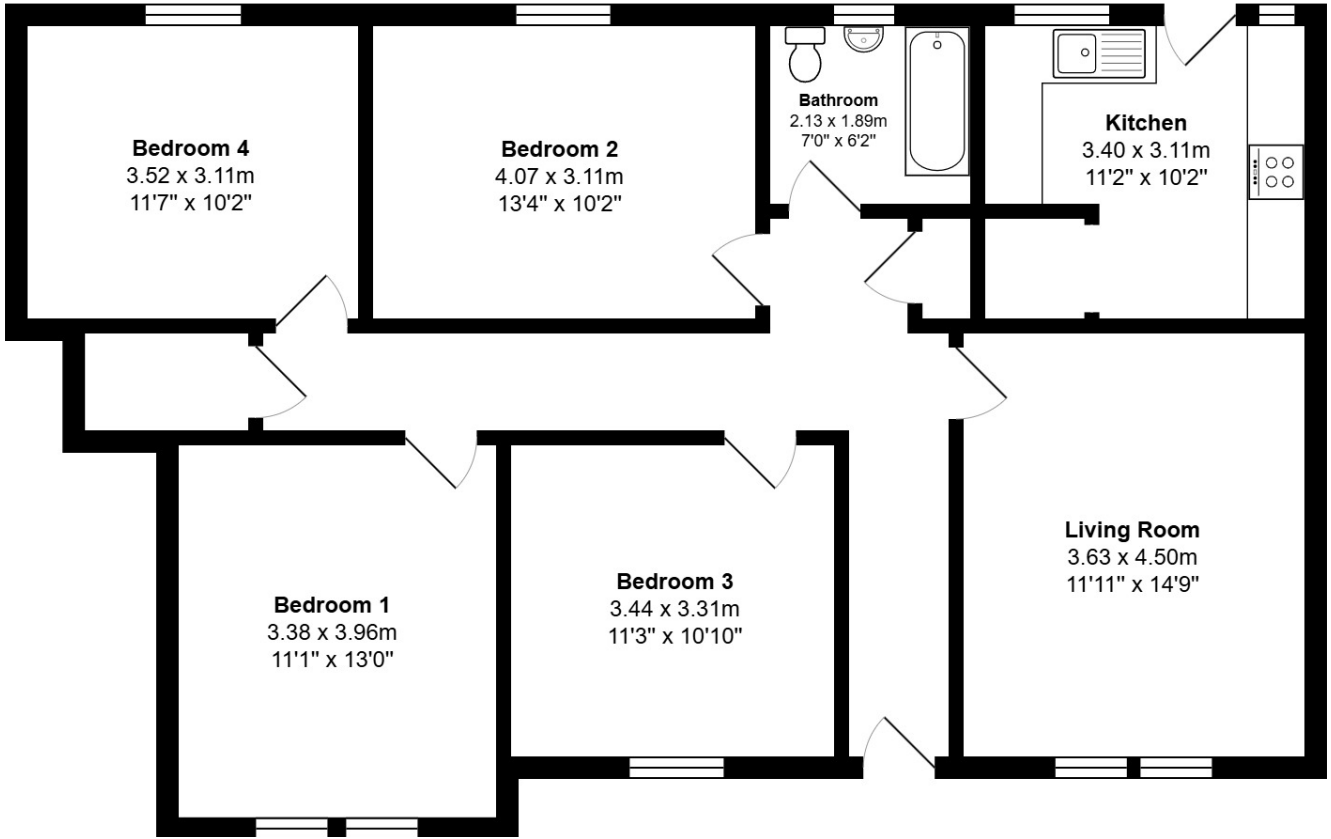 Bedroom 4
3.52 x 3.11m
11'7" x 10'2"
Bedroom 2
4.07 x 3.11m
13'4" x 10'2"
Bathroom
2.13 x 1.89m
7'0" x 6'2"
Kitchen
3.40 x 3.11m
11'2" x 10'2"
Bedroom 1
3.38 x 3.96m
11'1" x 13'0"
Bedroom 3
3.44 x 3.31m
11'3" x 10'10"
Living Room
3.63 x 4.50m
11'11" x 14'9"